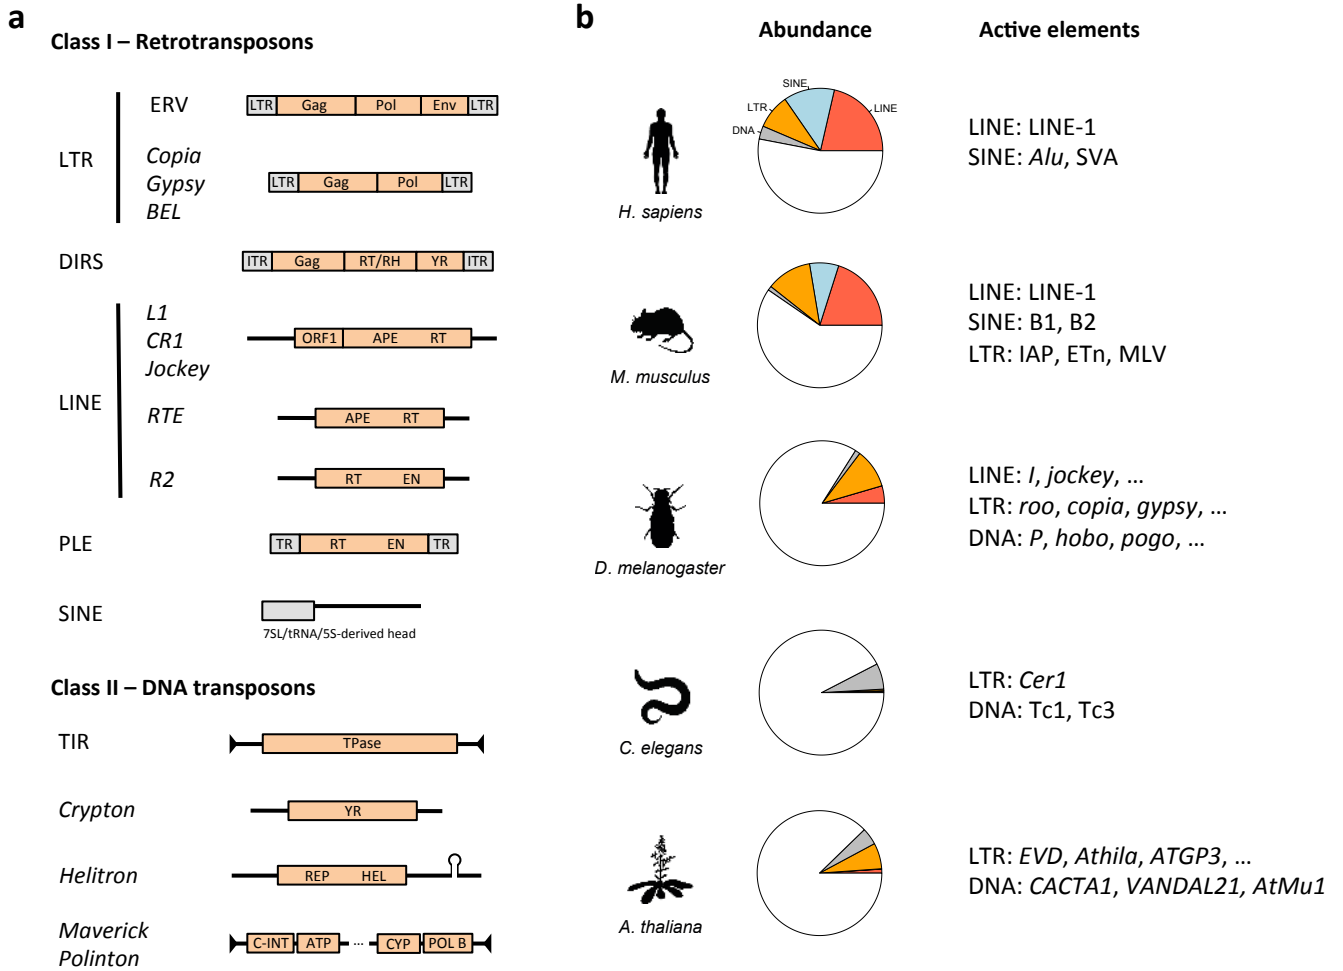 a
Class I – Retrotransposons
LTR
ERV
LTR Gag Pol Env LTR
Copia
Gypsy
BEL
LTR Gag Pol LTR
DIRS
ITR Gag RT/RH YR ITR
LINE
L1
CR1
Jockey
ORF1 APE RT
RTE
APE RT
R2
RT EN
PLE
TR RT EN TR
SINE
7SL/tRNA/5S-derived head
Class II – DNA transposons
TIR
TPase
Crypton
YR
Helitron
REP HEL
Maverick
Polinton
C-INT ATP ... CYP POL B
b
Abundance
Active elements
SINE
LTR
LINE
DNA
H. sapiens
LINE: LINE-1
SINE: Alu, SVA
M. musculus
LINE: LINE-1
SINE: B1, B2
LTR: IAP, ETn, MLV
D. melanogaster
LINE: I, jockey, ...
LTR: roo, copia, gypsy, ...
DNA: P, hobo, pogo, ...
C. elegans
LTR: Cer1
DNA: Tc1, Tc3
A. thaliana
LTR: EVD, Athila, ATGP3, ...
DNA: CACTA1, VANDAL21, AtMu1